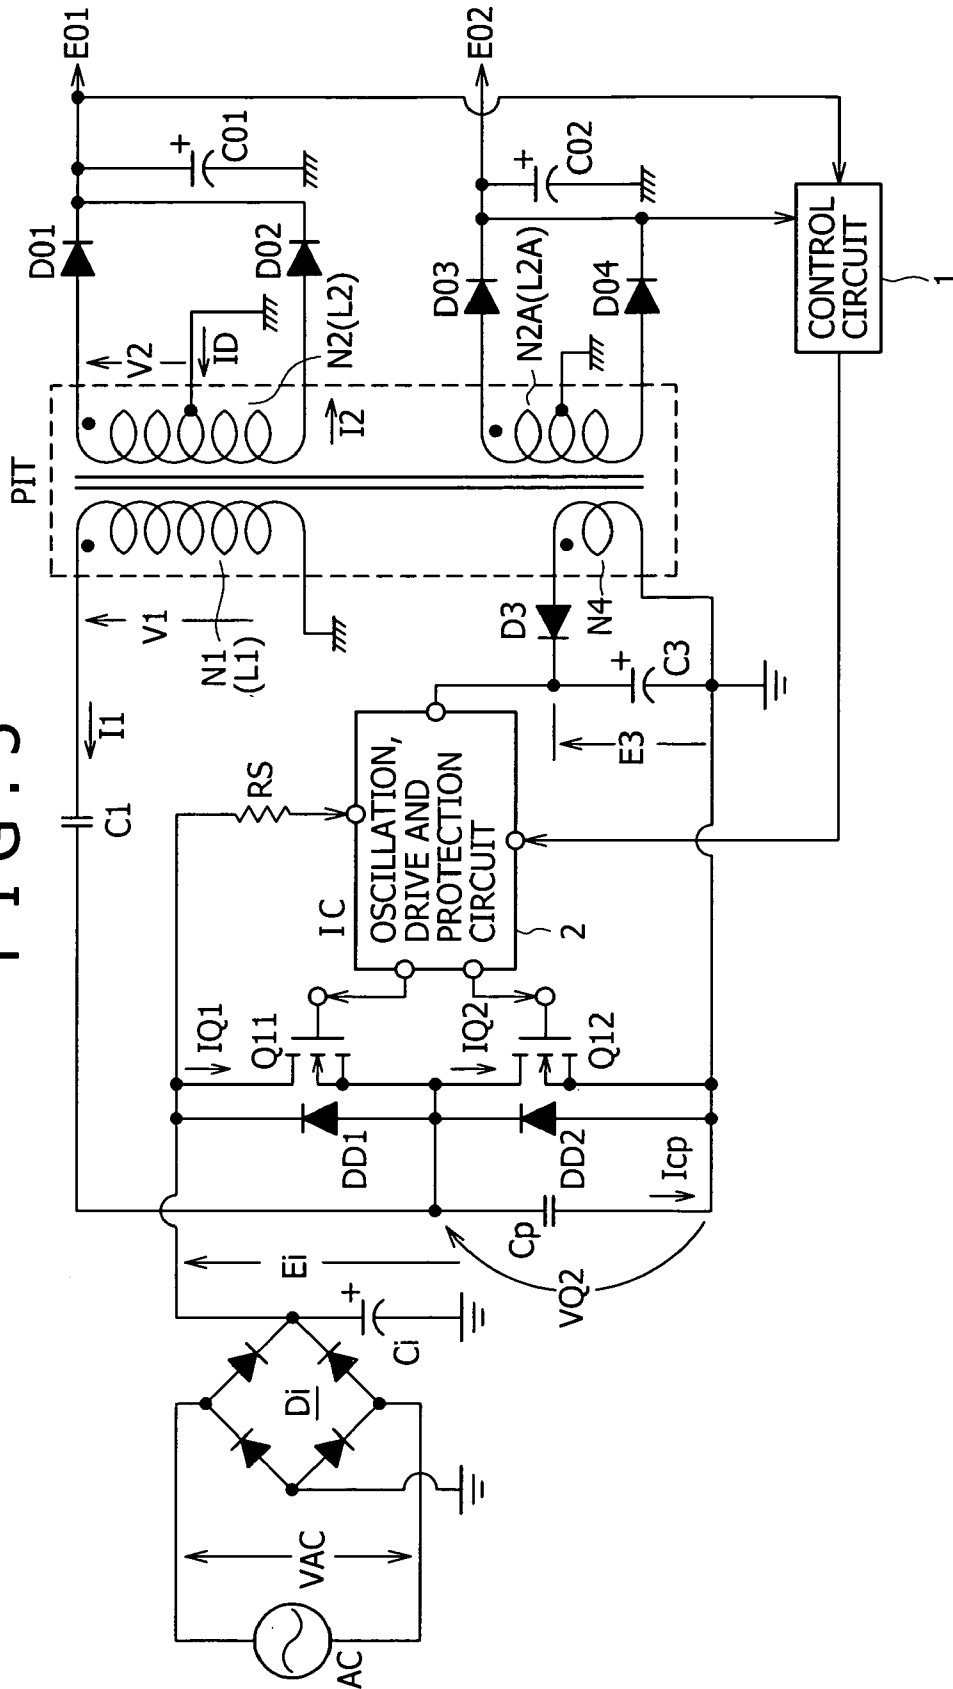 PIT
E01
D01
C01
+
V2
ID
D02
N2(L2)
I2
E02
D03
C02
+
N2A(L2A)
D04
CONTROL
CIRCUIT
1
V1
N1
(L1)
I1
C1
D3
N4
+
C3
E3
RS
IC
OSCILLATION,
DRIVE AND
PROTECTION
CIRCUIT
2
IQ1
Q11
IQ2
Q12
DD1
DD2
Cp
Icp
VQ2
Ei
+
Ci
Di
VAC
AC